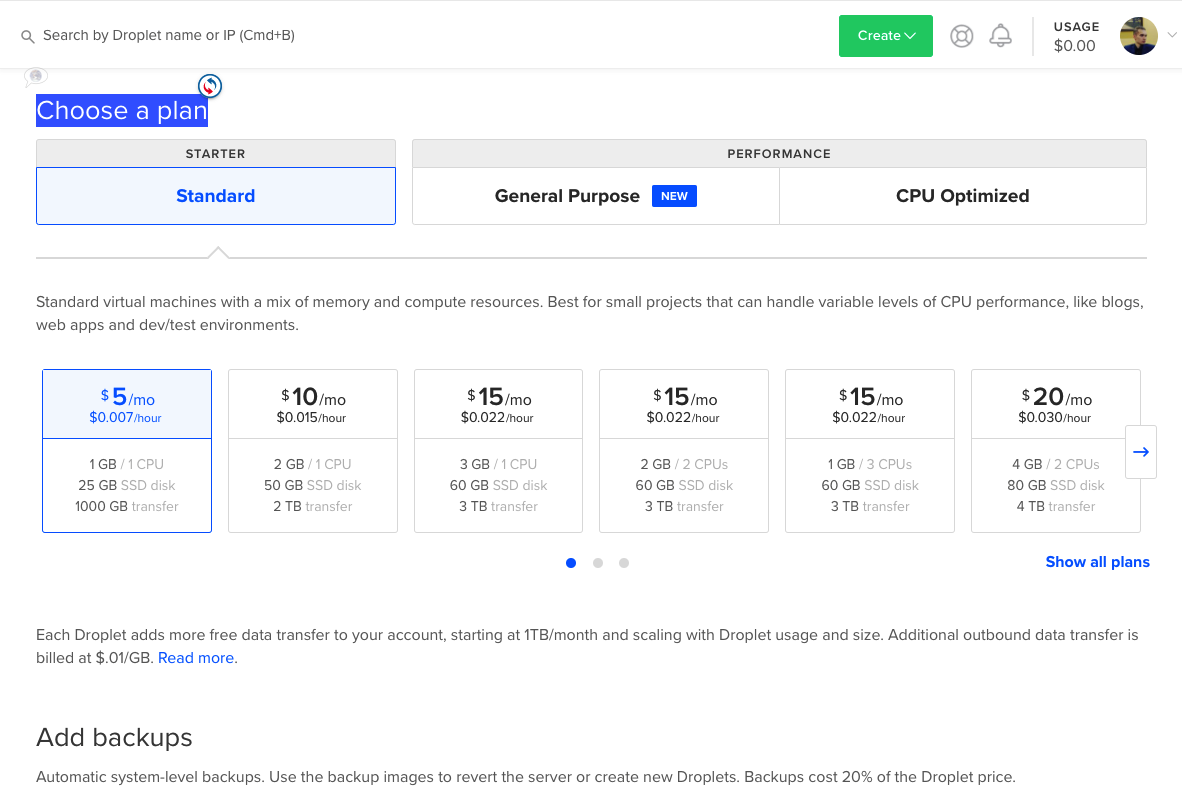 Search by Droplet name or IP (Cmd+B)
Create
USAGE
$0.00
Choose a plan
STARTER
PERFORMANCE
Standard
General Purpose NEW
CPU Optimized
Standard virtual machines with a mix of memory and compute resources. Best for small projects that can handle variable levels of CPU performance, like blogs,
web apps and dev/test environments.
$5/mo
$0.007/hour
1 GB / 1 CPU
25 GB SSD disk
1000 GB transfer
$10/mo
$0.015/hour
2 GB / 1 CPU
50 GB SSD disk
2 TB transfer
$15/mo
$0.022/hour
3 GB / 1 CPU
60 GB SSD disk
3 TB transfer
$15/mo
$0.022/hour
2 GB / 2 CPUs
60 GB SSD disk
3 TB transfer
$15/mo
$0.022/hour
1 GB / 3 CPUs
60 GB SSD disk
3 TB transfer
$20/mo
$0.030/hour
4 GB / 2 CPUs
80 GB SSD disk
4 TB transfer
Show all plans
Each Droplet adds more free data transfer to your account, starting at 1TB/month and scaling with Droplet usage and size. Additional outbound data transfer is
billed at $.01/GB. Read more.
Add backups
Automatic system-level backups. Use the backup images to revert the server or create new Droplets. Backups cost 20% of the Droplet price.